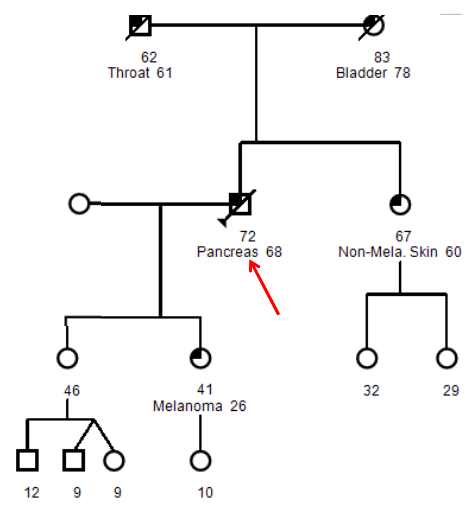 62
Throat 61
83
Bladder 78
72
Pancreas 68
67
Non-Mela. Skin 60
46
41
Melanoma 26
32
29
12
9
9
10